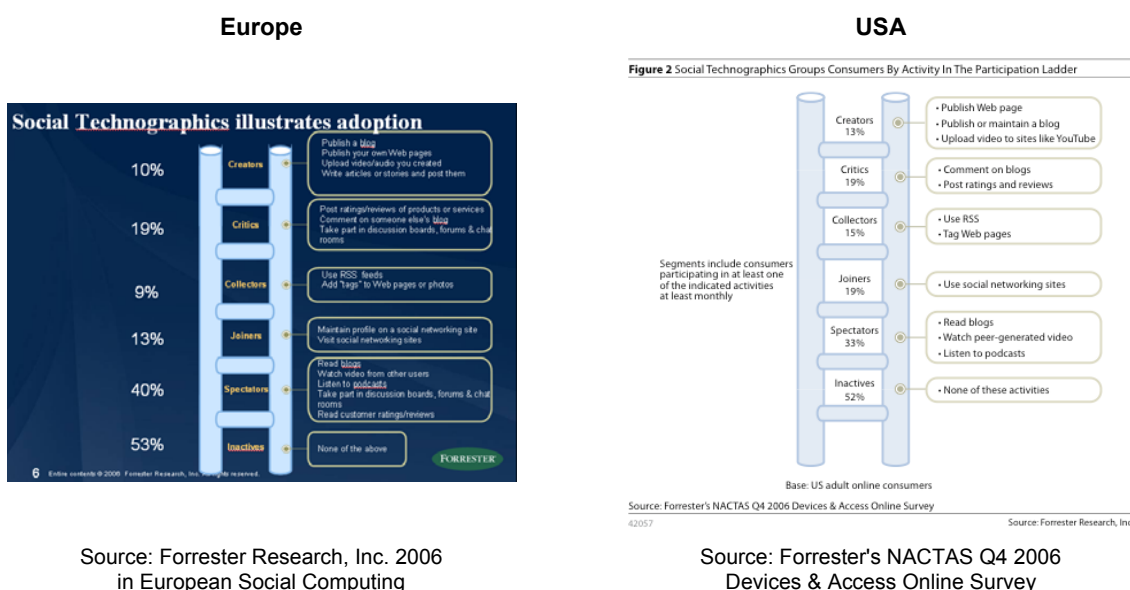 Europe
Social Technographics illustrates adoption
10%
Creators
Publish a blog
Publish your own Web pages
Upload video/audio you created
Write articles or stories and post them
19%
Critics
Post ratings/reviews of products or services
Comment on someone else's blog
Take part in discussion boards, forums & chat
rooms
9%
Collectors
Use RSS feeds
Add "tags" to Web pages or photos
13%
Joiners
Maintain profile on a social networking site
Visit social networking sites
40%
Spectators
Read blogs
Watch video from other users
Listen to podcasts
Take part in discussion boards, forums & chat
rooms
Read customer ratings/reviews
53%
Inactives
None of the above
FORRESTER
6 Entire contents © 2006 Forrester Research, Inc. All rights reserved.
Source: Forrester Research, Inc. 2006
in European Social Computing
USA
Figure 2 Social Technographics Groups Consumers By Activity In The Participation Ladder
Creators
13%
• Publish Web page
• Publish or maintain a blog
• Upload video to sites like YouTube
Critics
19%
• Comment on blogs
• Post ratings and reviews
Collectors
15%
• Use RSS
• Tag Web pages
Segments include consumers
participating in at least one
of the indicated activities
at least monthly
Joiners
19%
• Use social networking sites
Spectators
33%
• Read blogs
• Watch peer-generated video
• Listen to podcasts
Inactives
52%
• None of these activities
Base: US adult online consumers
Source: Forrester's NACTAS Q4 2006 Devices & Access Online Survey
42057
Source: Forrester Research, Inc
Source: Forrester's NACTAS Q4 2006
Devices & Access Online Survey